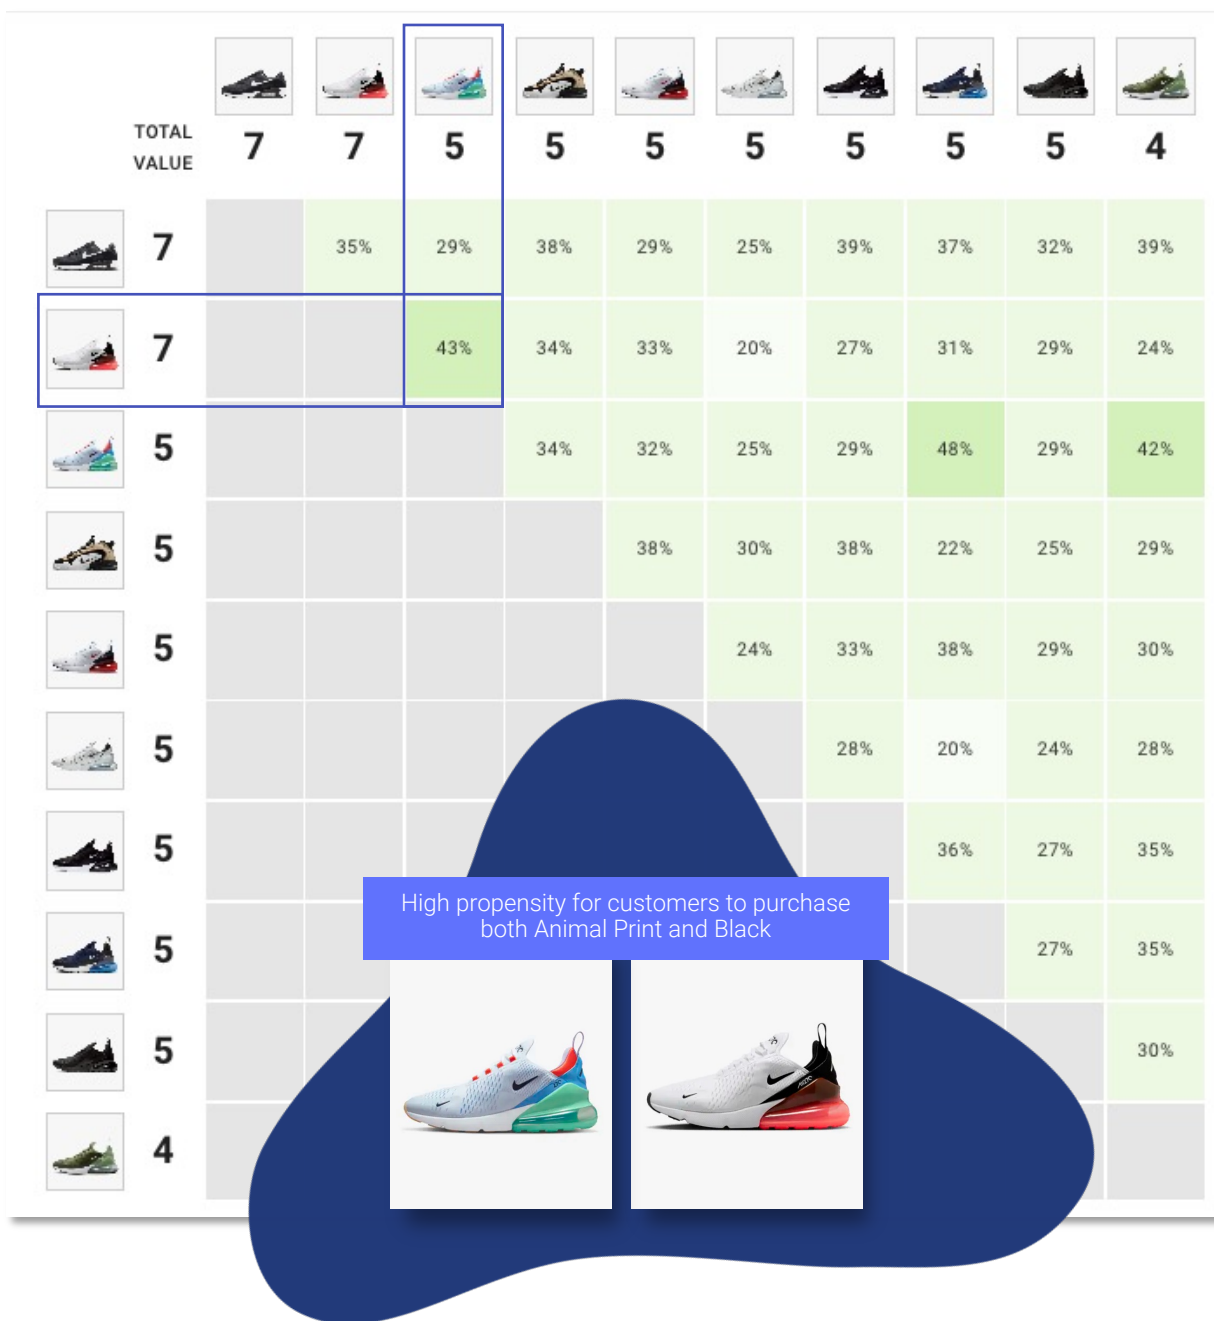 TOTAL
VALUE
7 7 5 5 5 5 5 5 5 4
7 35% 29% 38% 29% 25% 39% 37% 32% 39%
7 43% 34% 33% 20% 27% 31% 29% 24%
5 34% 32% 25% 29% 48% 29% 42%
5 38% 30% 38% 22% 25% 29%
5 24% 33% 38% 29% 30%
5 28% 20% 24% 28%
5 36% 27% 35%
5 27% 35%
5 30%
4
High propensity for customers to purchase
both Animal Print and Black